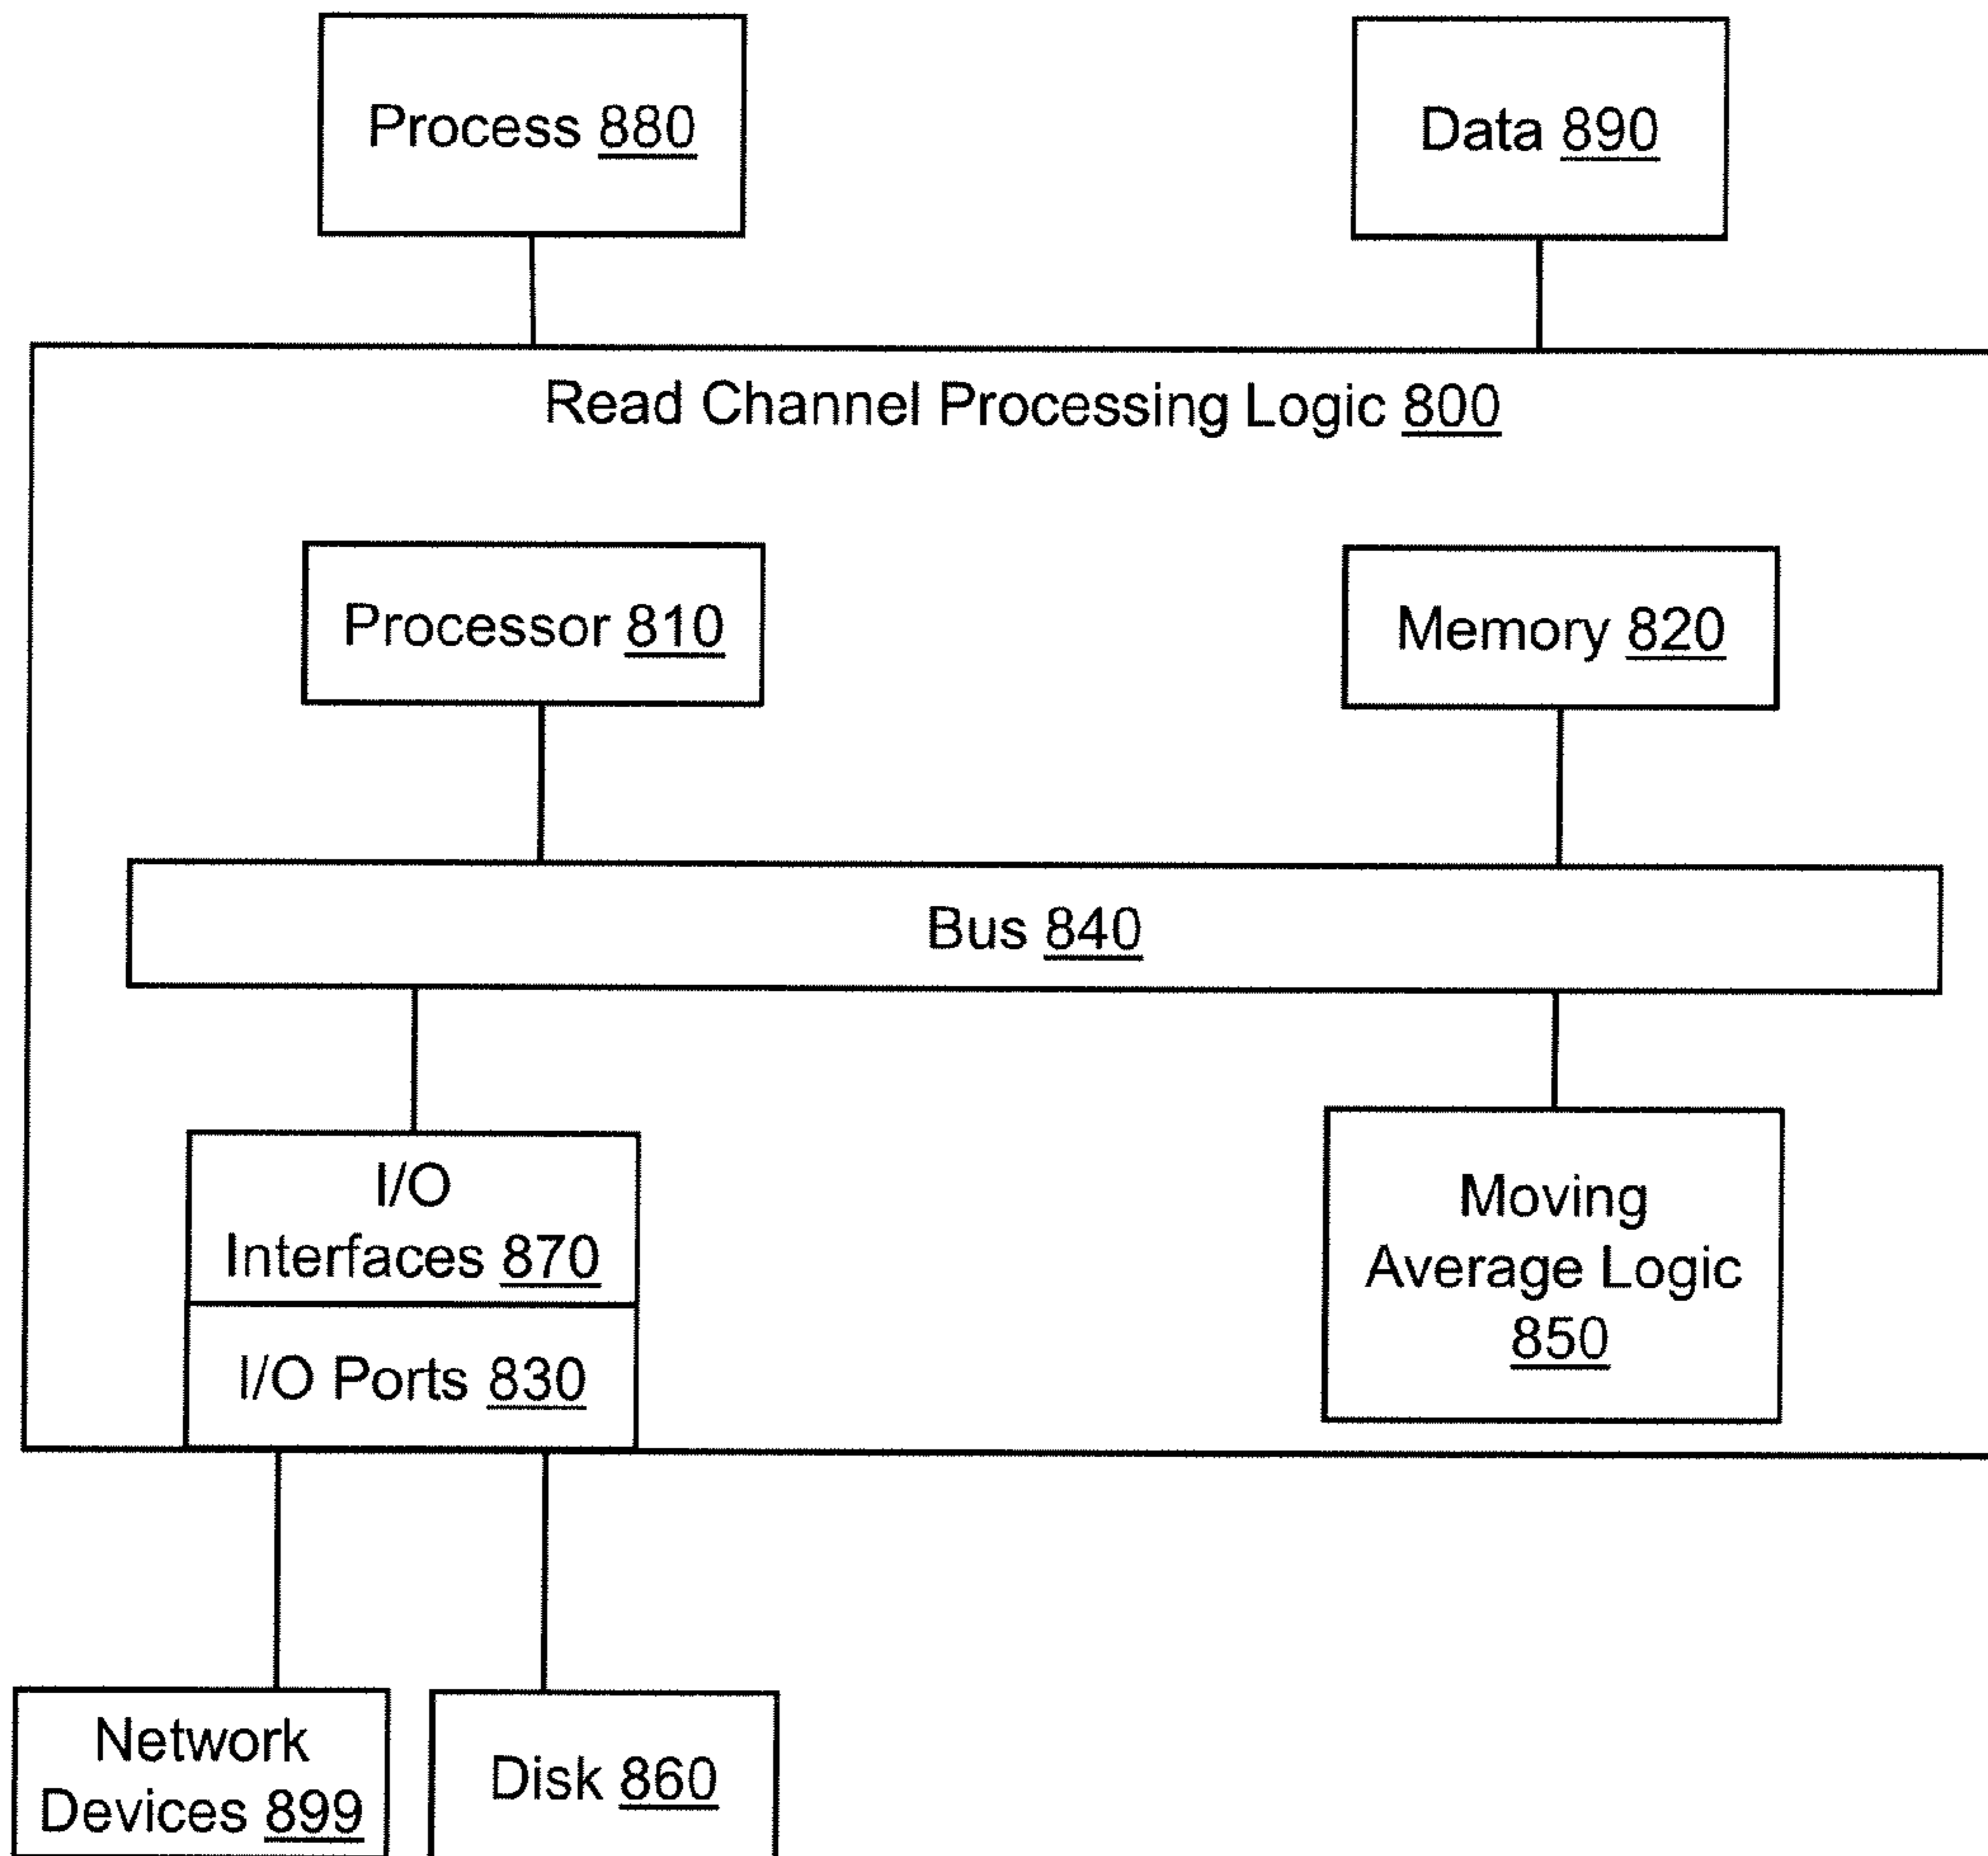 Process 880
Data 890
Read Channel Processing Logic 800
Processor 810
Memory 820
Bus 840
I/O
Interfaces 870
I/O Ports 830
Moving
Average Logic
850
Network
Devices 899
Disk 860